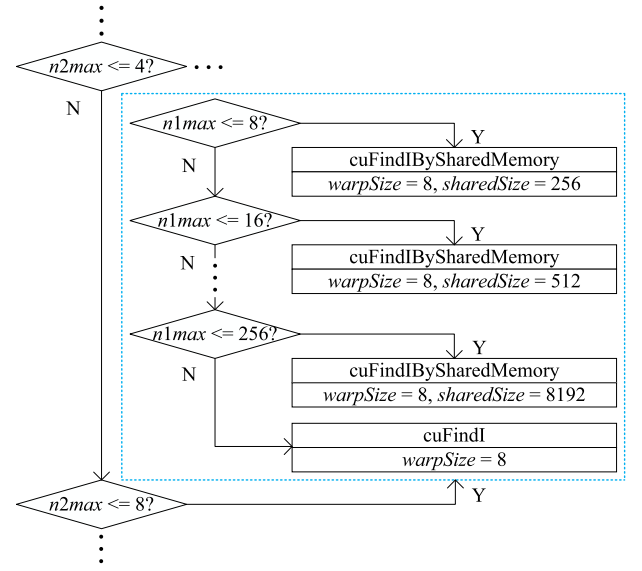 n2max <= 4?
N
n1max <= 8?
Y
cuFindIBySharedMemory
warpSize = 8, sharedSize = 256
N
n1max <= 16?
Y
cuFindIBySharedMemory
warpSize = 8, sharedSize = 512
N
n1max <= 256?
Y
cuFindIBySharedMemory
warpSize = 8, sharedSize = 8192
N
cuFindI
warpSize = 8
n2max <= 8?
Y